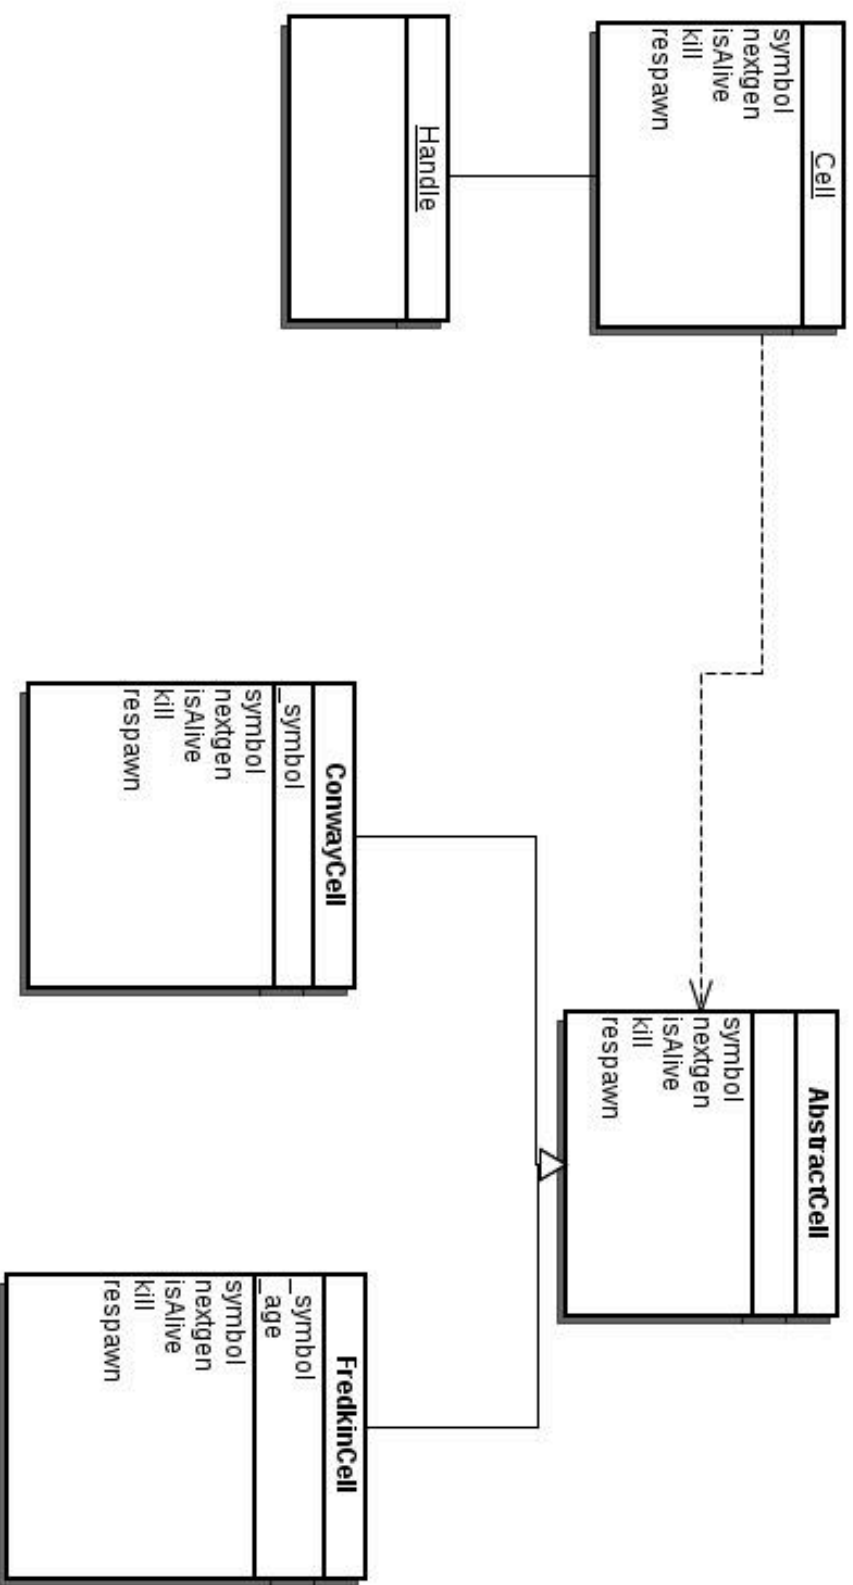 Cell
symbol
nextgen
isAlive
kill
respawn
Handle
AbstractCell
symbol
nextgen
isAlive
kill
respawn
ConwayCell
_symbol
symbol
nextgen
isAlive
kill
respawn
FredkinCell
_symbol
_age
symbol
nextgen
isAlive
kill
respawn